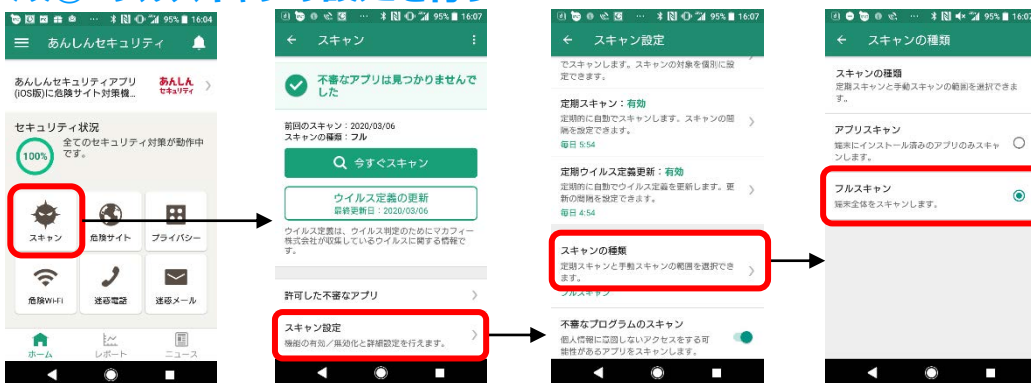 95% 16:04
あんしんセキュリティ
あんしんセキュリティアプリ
(iOS版)に危険サイト対策機...
あんしん
セキュリティ
セキュリティ状況
100%
全てのセキュリティ対策が動作中
です。
スキャン
危険サイト
プライバシー
危険Wi-Fi
迷惑電話
迷惑メール
ホーム
レポート
ニュース
95% 16:07
スキャン
不審なアプリは見つかりませんで
した
前回のスキャン：2020/03/06
スキャンの種類：フル
今すぐスキャン
ウイルス定義の更新
最終更新日：2020/03/06
ウイルス定義は、ウイルス判定のためにマカフィー
株式会社が収集しているウイルスに関する情報で
す。
許可した不審なアプリ
スキャン設定
機能の有効／無効化と詳細設定を行えます。
95% 16:07
スキャン設定
でスキャンします。スキャンの対象を個別に設
定できます。
定期スキャン：有効
定期的に自動でスキャンします。スキャンの間
隔を設定できます。
毎日 5:54
定期ウイルス定義更新：有効
定期的に自動でウイルス定義を更新します。更
新の間隔を設定できます。
毎日 4:54
スキャンの種類
定期スキャンと手動スキャンの範囲を選択でき
ます。
フルスキャン
不審なプログラムのスキャン
個人情報に意図しないアクセスをする可
能性があるアプリをスキャンします。
95% 16:07
スキャンの種類
スキャンの種類
定期スキャンと手動スキャンの範囲を選択できま
す。
アプリスキャン
端末にインストール済みのアプリのみスキャ
ンします。
フルスキャン
端末全体をスキャンします。